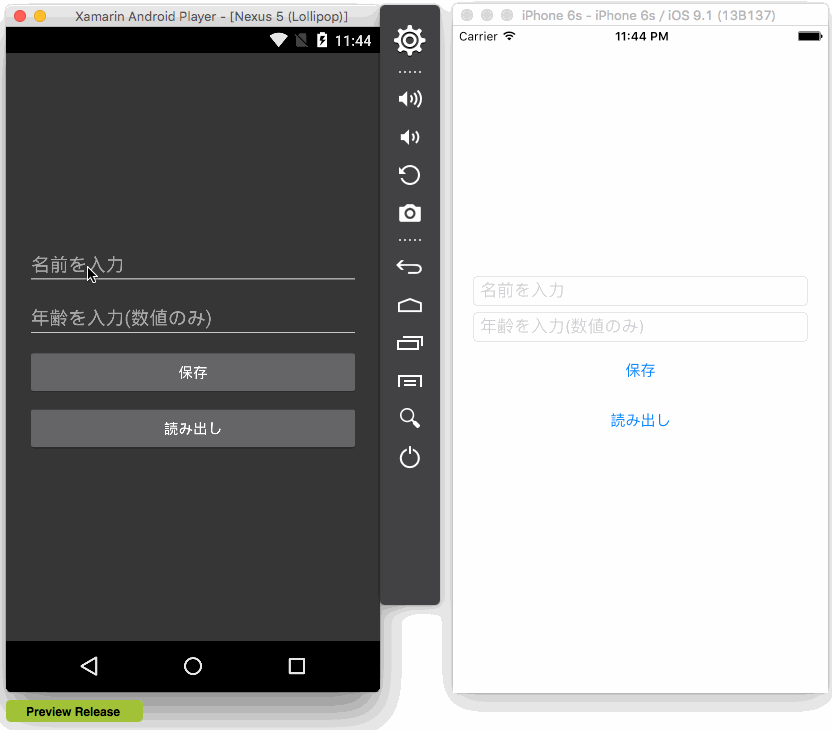 Xamarin Android Player - [Nexus 5 (Lollipop)]
11:44
名前を入力
年齢を入力(数値のみ)
保存
読み出し
Preview Release
iPhone 6s - iPhone 6s / iOS 9.1 (13B137)
Carrier
11:44 PM
名前を入力
年齢を入力(数値のみ)
保存
読み出し